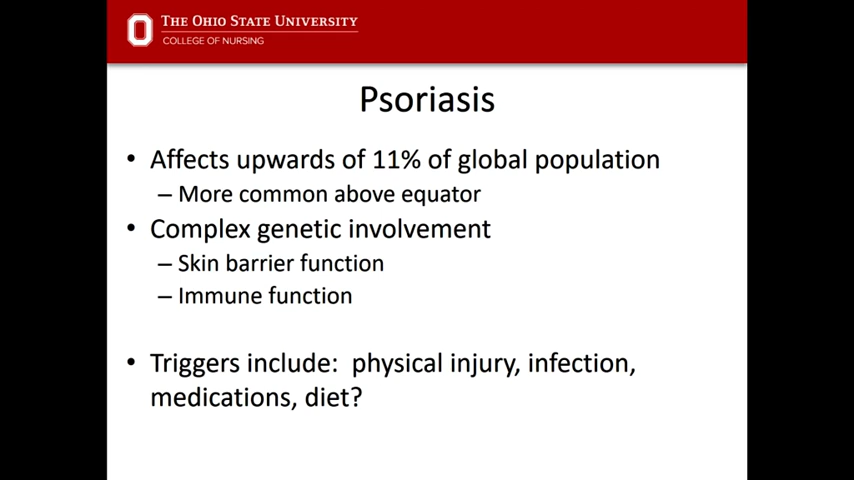 THE OHIO STATE UNIVERSITY
COLLEGE OF NURSING
Psoriasis
• Affects upwards of 11% of global population
– More common above equator
• Complex genetic involvement
– Skin barrier function
– Immune function
• Triggers include:  physical injury, infection,
medications, diet?